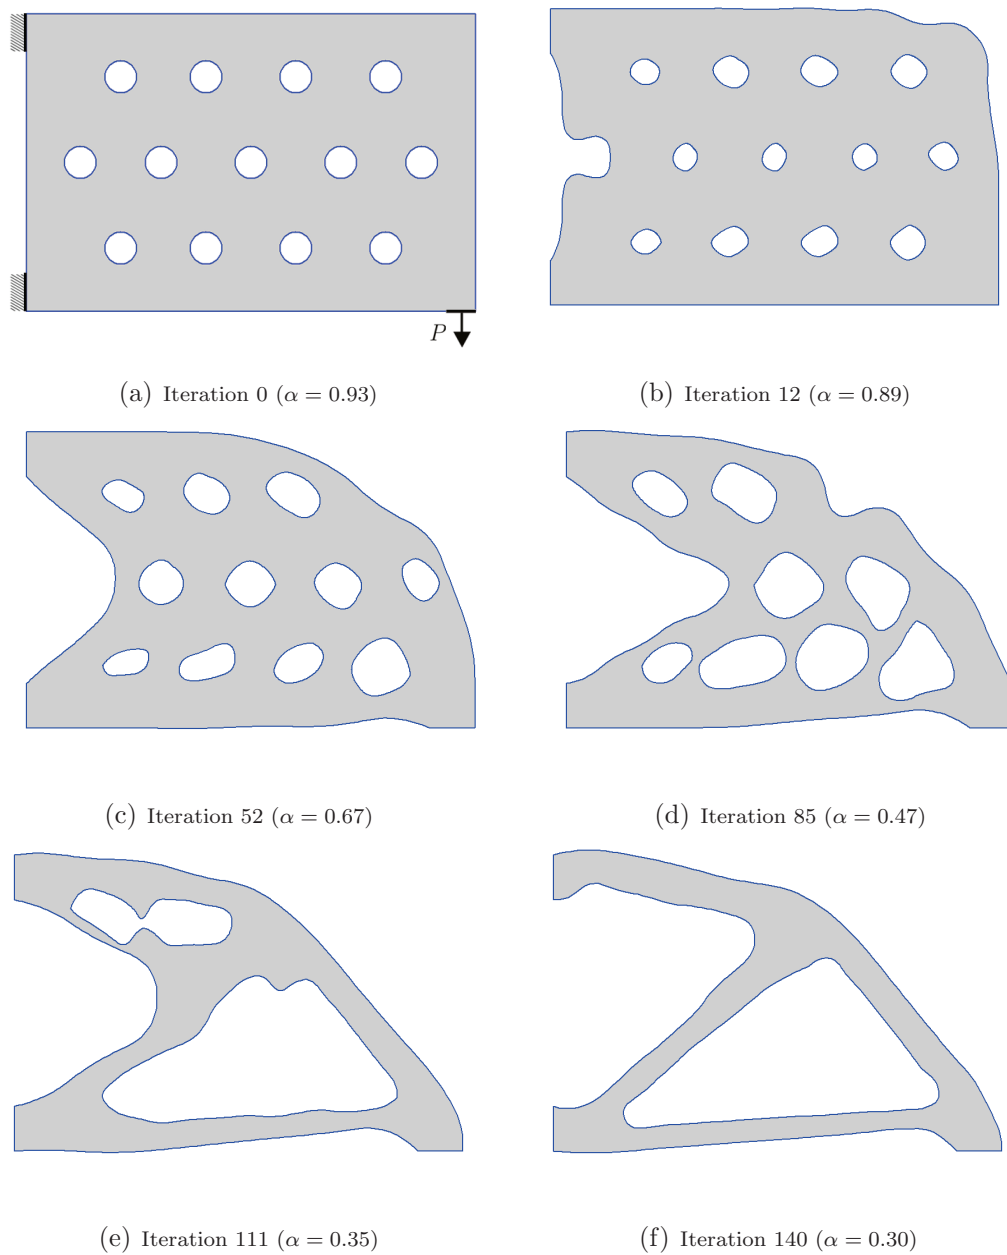 P
(a) Iteration 0 (α = 0.93)
(b) Iteration 12 (α = 0.89)
(c) Iteration 52 (α = 0.67)
(d) Iteration 85 (α = 0.47)
(e) Iteration 111 (α = 0.35)
(f) Iteration 140 (α = 0.30)